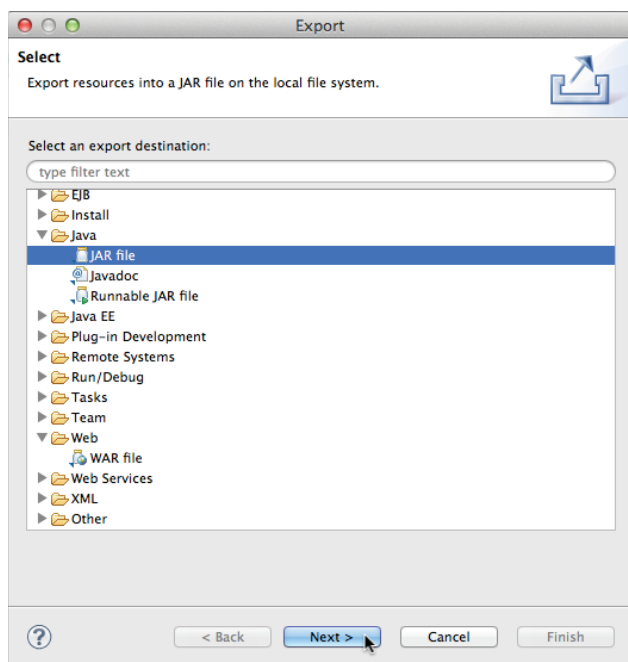 Export
Select
Export resources into a JAR file on the local file system.
Select an export destination:
type filter text
EJB
Install
Java
JAR file
Javadoc
Runnable JAR file
Java EE
Plug-in Development
Remote Systems
Run/Debug
Tasks
Team
Web
WAR file
Web Services
XML
Other
? < Back Next > Cancel Finish